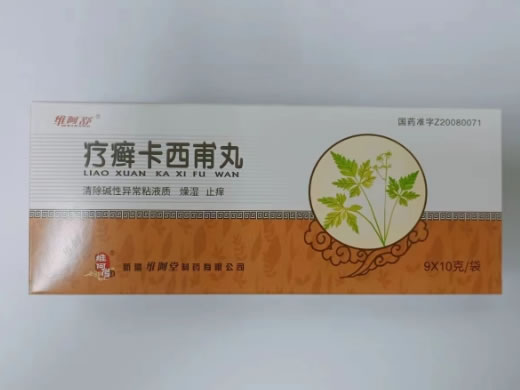 维阿舒®
国药准字Z20080071
疗癣卡西甫丸
LIAO XUAN KA XI FU WAN
清除碱性异常粘液质 燥湿 止痒
新疆维阿堂制药有限公司
9X10克/袋